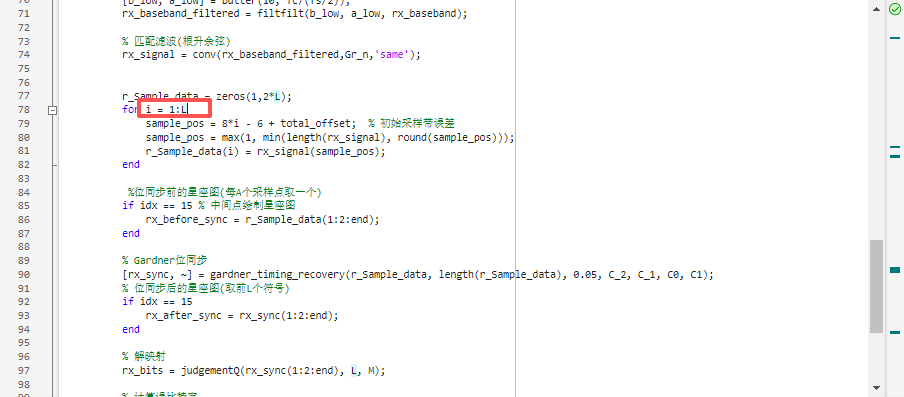 70 [b_low, a_low] = butter(10, fc/(fs/2));
71 rx_baseband_filtered = filtfilt(b_low, a_low, rx_baseband);
72
73 % 匹配滤波(根升余弦)
74 rx_signal = conv(rx_baseband_filtered,Gr_n,'same');
75
76
77 r_Sample_data = zeros(1,2*L);
78 for i = 1:L
79 sample_pos = 8*i - 6 + total_offset; % 初始采样带误差
80 sample_pos = max(1, min(length(rx_signal), round(sample_pos)));
81 r_Sample_data(i) = rx_signal(sample_pos);
82 end
83
84 %位同步前的星座图(每A个采样点取一个)
85 if idx == 15 % 中间点绘制星座图
86 rx_before_sync = r_Sample_data(1:2:end);
87 end
88
89 % Gardner位同步
90 [rx_sync, ~] = gardner_timing_recovery(r_Sample_data, length(r_Sample_data), 0.05, C_2, C_1, C0, C1);
91 % 位同步后的星座图(取前L个符号)
92 if idx == 15
93 rx_after_sync = rx_sync(1:2:end);
94 end
95
96 % 解映射
97 rx_bits = judgementQ(rx_sync(1:2:end), L, M);
98
% 计算误比特率